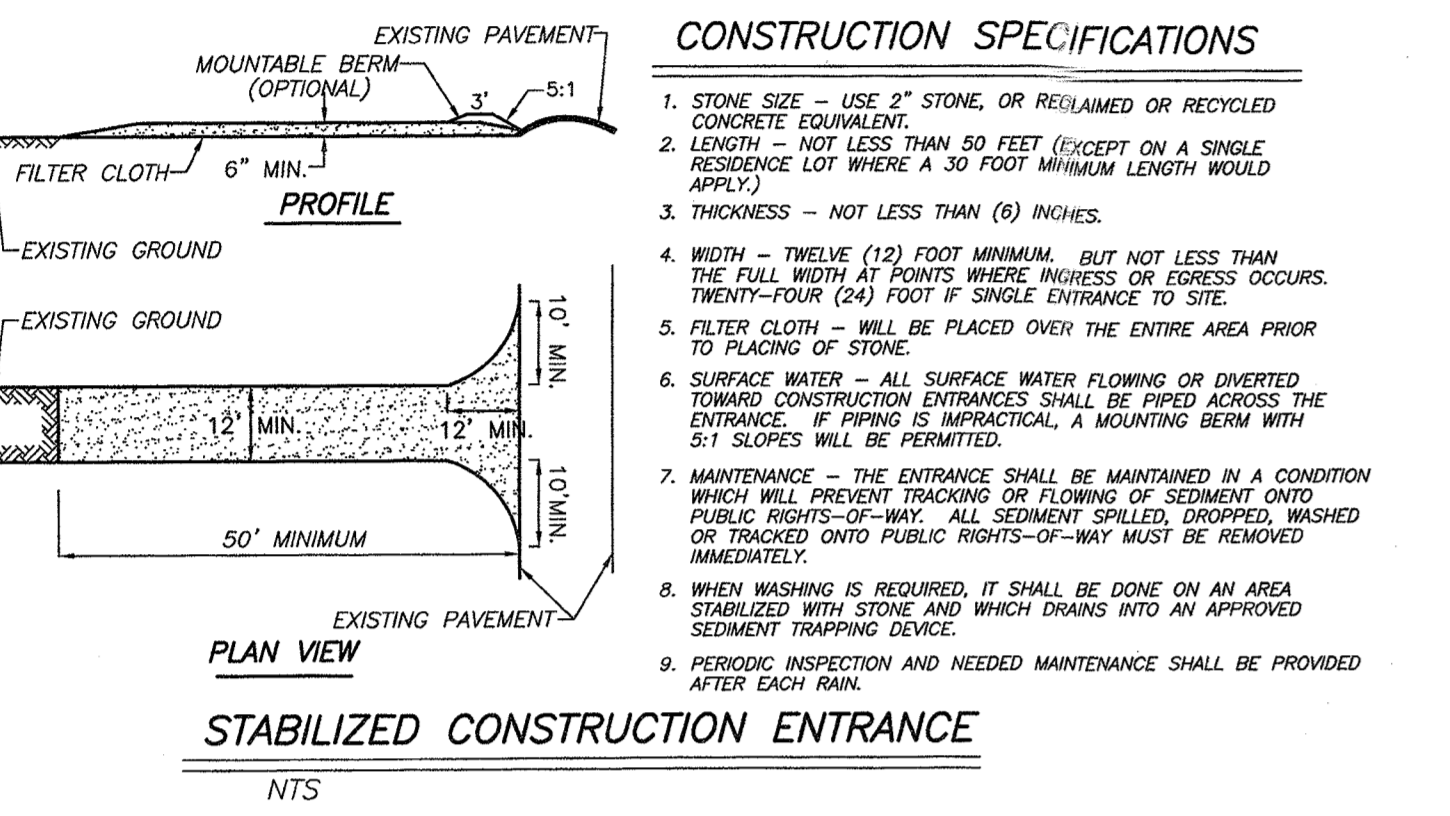 EXISTING PAVEMENT
MOUNTABLE BERM
(OPTIONAL)
3'
5:1
FILTER CLOTH
6" MIN.
PROFILE
EXISTING GROUND
EXISTING GROUND
10' MIN.
12' MIN.
12' MIN.
10' MIN.
50' MINIMUM
EXISTING PAVEMENT
PLAN VIEW
CONSTRUCTION SPECIFICATIONS
1. STONE SIZE – USE 2" STONE, OR RECLAIMED OR RECYCLED
CONCRETE EQUIVALENT.
2. LENGTH – NOT LESS THAN 50 FEET (EXCEPT ON A SINGLE
RESIDENCE LOT WHERE A 30 FOOT MINIMUM LENGTH WOULD
APPLY.)
3. THICKNESS – NOT LESS THAN (6) INCHES.
4. WIDTH – TWELVE (12) FOOT MINIMUM. BUT NOT LESS THAN
THE FULL WIDTH AT POINTS WHERE INGRESS OR EGRESS OCCURS.
TWENTY–FOUR (24) FOOT IF SINGLE ENTRANCE TO SITE.
5. FILTER CLOTH – WILL BE PLACED OVER THE ENTIRE AREA PRIOR
TO PLACING OF STONE.
6. SURFACE WATER – ALL SURFACE WATER FLOWING OR DIVERTED
TOWARD CONSTRUCTION ENTRANCES SHALL BE PIPED ACROSS THE
ENTRANCE. IF PIPING IS IMPRACTICAL, A MOUNTING BERM WITH
5:1 SLOPES WILL BE PERMITTED.
7. MAINTENANCE – THE ENTRANCE SHALL BE MAINTAINED IN A CONDITION
WHICH WILL PREVENT TRACKING OR FLOWING OF SEDIMENT ONTO
PUBLIC RIGHTS–OF–WAY. ALL SEDIMENT SPILLED, DROPPED, WASHED
OR TRACKED ONTO PUBLIC RIGHTS–OF–WAY MUST BE REMOVED
IMMEDIATELY.
8. WHEN WASHING IS REQUIRED, IT SHALL BE DONE ON AN AREA
STABILIZED WITH STONE AND WHICH DRAINS INTO AN APPROVED
SEDIMENT TRAPPING DEVICE.
9. PERIODIC INSPECTION AND NEEDED MAINTENANCE SHALL BE PROVIDED
AFTER EACH RAIN.
STABILIZED CONSTRUCTION ENTRANCE
NTS